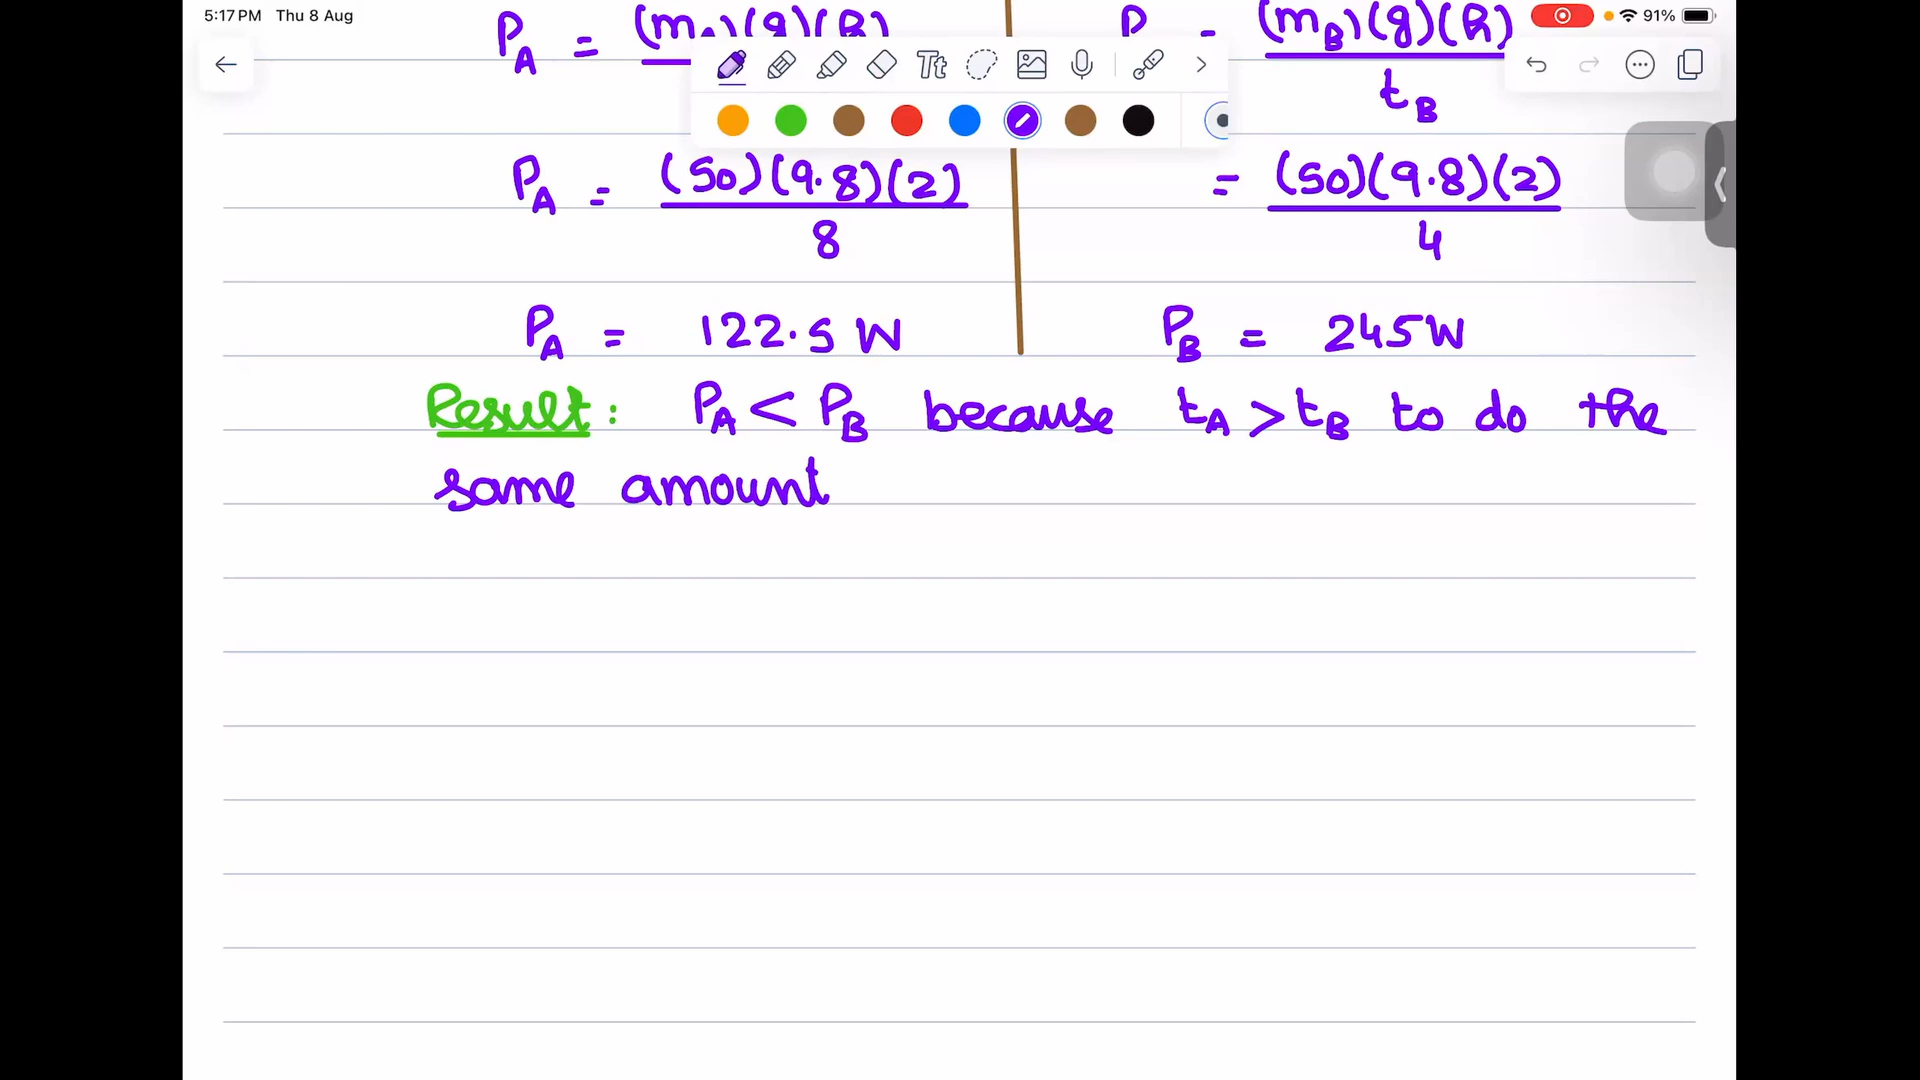 5:17 PM Thu 8 Aug
91%
P_A = (m_A)(g)(h)
= (m_B)(g)(h)
t_B
Tt
P_A = (50)(9.8)(2)
8
= (50)(9.8)(2)
4
P_A = 122.5 W
P_B = 245W
Result: P_A < P_B because t_A > t_B to do the
same amount